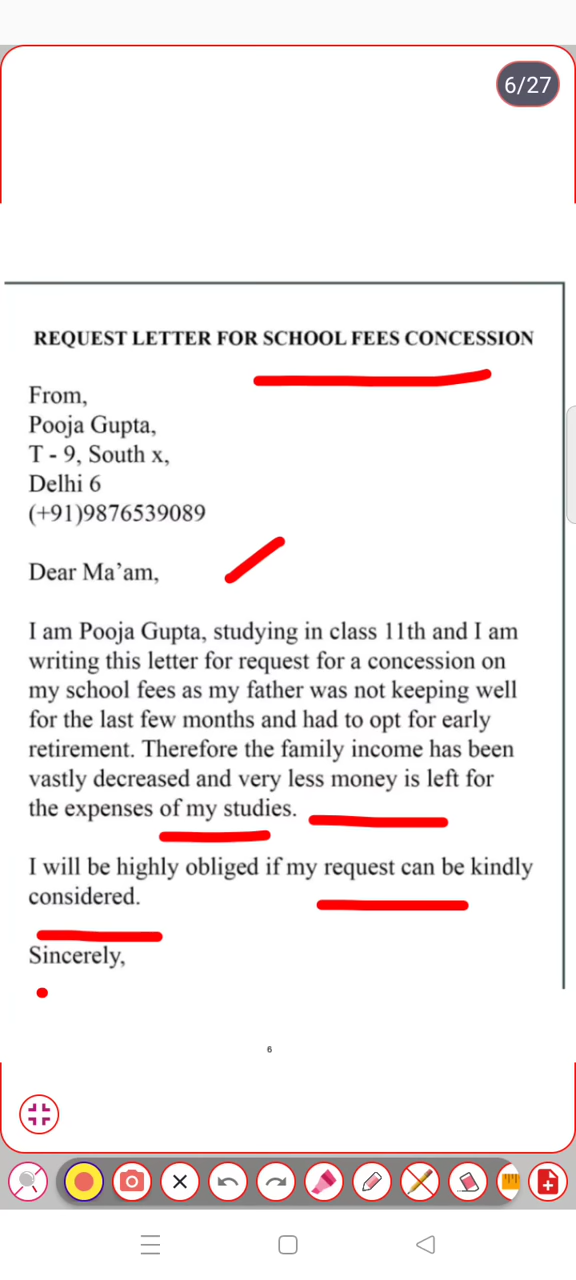 6/27
REQUEST LETTER FOR SCHOOL FEES CONCESSION
From,
Pooja Gupta,
T - 9, South x,
Delhi 6
(+91)9876539089
Dear Ma’am,
I am Pooja Gupta, studying in class 11th and I am
writing this letter for request for a concession on
my school fees as my father was not keeping well
for the last few months and had to opt for early
retirement. Therefore the family income has been
vastly decreased and very less money is left for
the expenses of my studies.
I will be highly obliged if my request can be kindly
considered.
Sincerely,
6